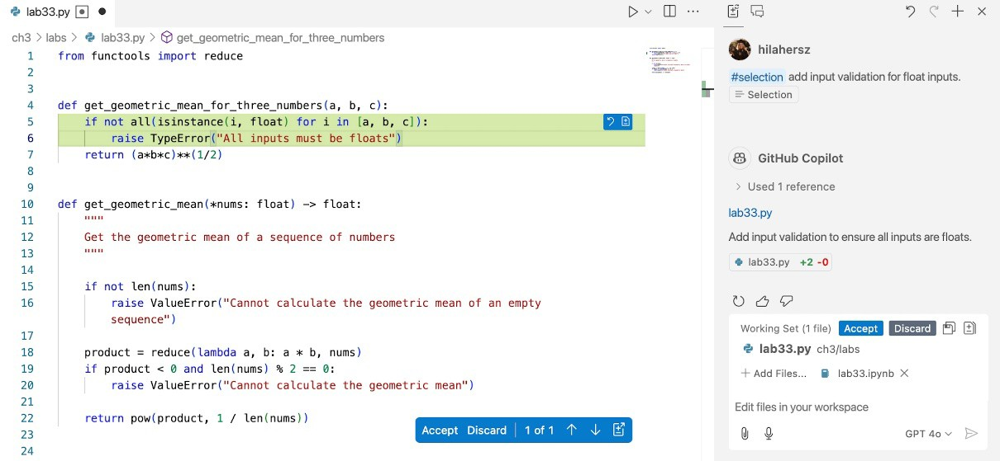 lab33.py
ch3 > labs > lab33.py > get_geometric_mean_for_three_numbers
1 from functools import reduce
2
3
4 def get_geometric_mean_for_three_numbers(a, b, c):
5     if not all(isinstance(i, float) for i in [a, b, c]):
6         raise TypeError("All inputs must be floats")
7     return (a*b*c)**(1/2)
8
9
10 def get_geometric_mean(*nums: float) -> float:
11     """
12     Get the geometric mean of a sequence of numbers
13     """
14
15     if not len(nums):
16         raise ValueError("Cannot calculate the geometric mean of an empty
sequence")
17
18     product = reduce(lambda a, b: a * b, nums)
19     if product < 0 and len(nums) % 2 == 0:
20         raise ValueError("Cannot calculate the geometric mean")
21
22     return pow(product, 1 / len(nums))
23
24
Accept Discard 1 of 1
hilahersz
#selection add input validation for float inputs.
Selection
GitHub Copilot
> Used 1 reference
lab33.py
Add input validation to ensure all inputs are floats.
lab33.py +2 -0
Working Set (1 file) Accept Discard
lab33.py ch3/labs
+ Add Files... lab33.ipynb
Edit files in your workspace
GPT 4o